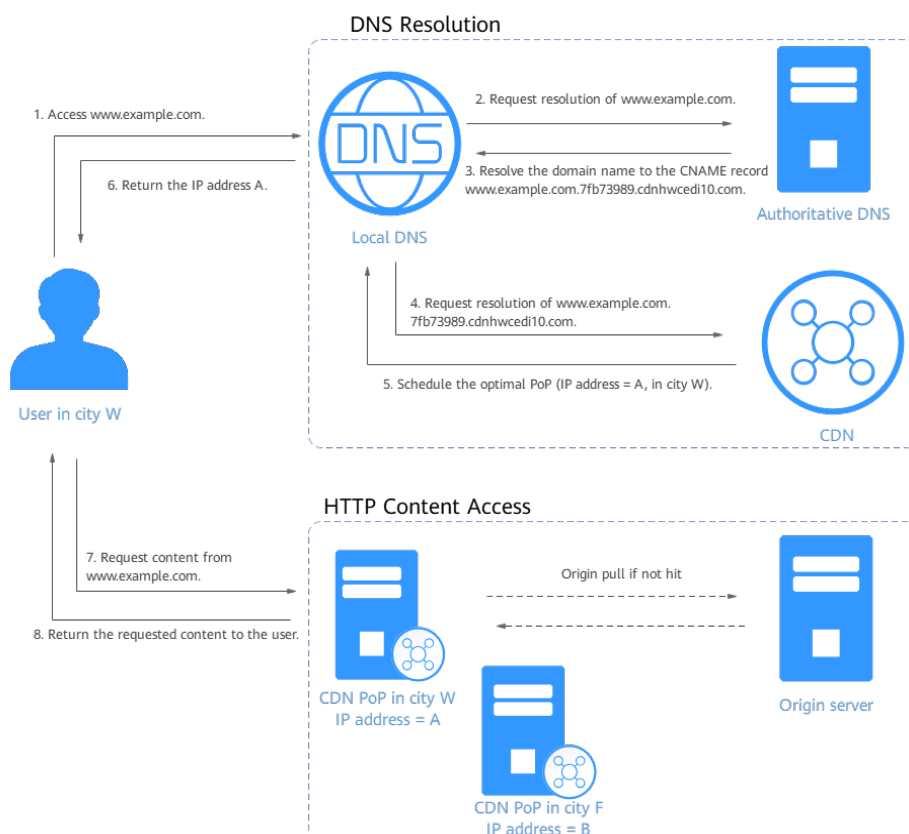 DNS Resolution
1. Access www.example.com.
2. Request resolution of www.example.com.
DNS
6. Return the IP address A.
3. Resolve the domain name to the CNAME record
www.example.com.7fb73989.cdnhwcedi10.com.
Authoritative DNS
Local DNS
4. Request resolution of www.example.com.
7fb73989.cdnhwcedi10.com.
5. Schedule the optimal PoP (IP address = A, in city W).
User in city W
CDN
HTTP Content Access
7. Request content from
www.example.com.
Origin pull if not hit
8. Return the requested content to the user.
CDN PoP in city W
IP address = A
Origin server
CDN PoP in city F
IP address = B